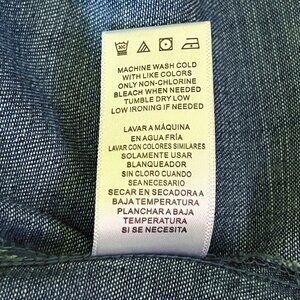 MACHINE WASH COLD
WITH LIKE COLORS
ONLY NON-CHLORINE
BLEACH WHEN NEEDED
TUMBLE DRY LOW
LOW IRONING IF NEEDED
LAVAR A MÁQUINA
EN AGUA FRÍA
LAVAR CON COLORES SIMILARES
SOLAMENTE USAR
BLANQUEADOR
SIN CLORO CUANDO
SEA NECESARIO
SECAR EN SECADORA A
BAJA TEMPERATURA
PLANCHAR A BAJA
TEMPERATURA
SI SE NECESITA